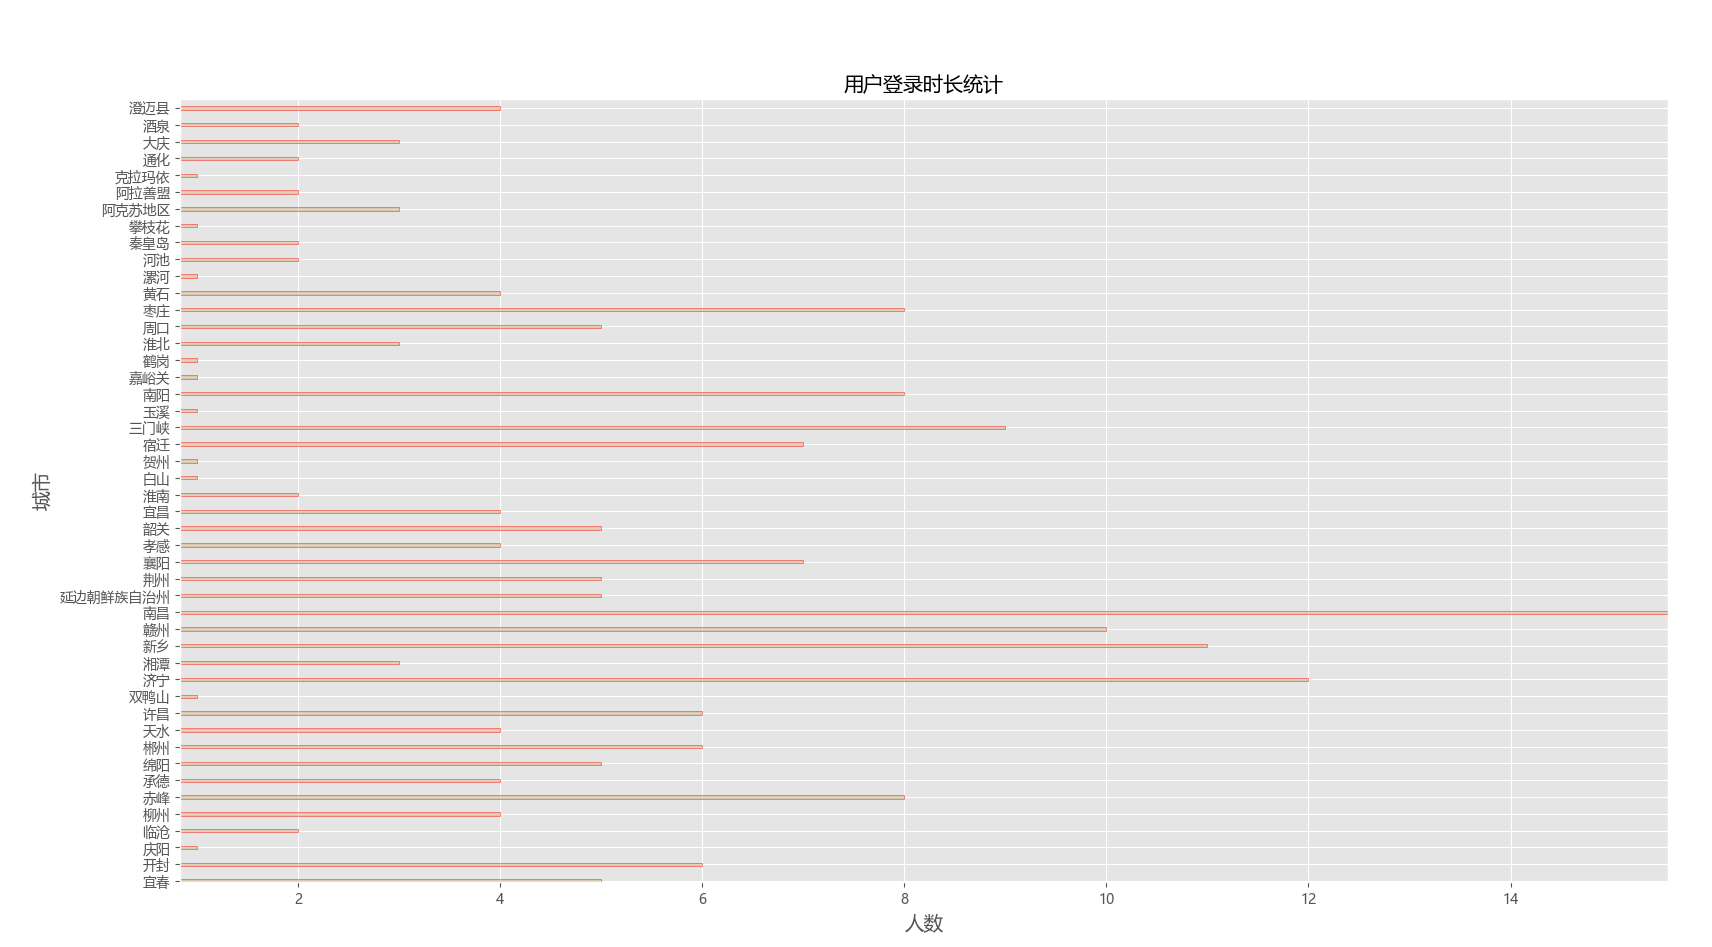 用户登录时长统计
澄迈县
酒泉
大庆
通化
克拉玛依
阿拉善盟
阿克苏地区
攀枝花
秦皇岛
河池
漯河
黄石
枣庄
周口
淮北
鹤岗
嘉峪关
南阳
玉溪
三门峡
宿迁
贺州
白山
淮南
宜昌
韶关
孝感
襄阳
荆州
延边朝鲜族自治州
南昌
赣州
新乡
湘潭
济宁
双鸭山
许昌
天水
郴州
绵阳
承德
赤峰
柳州
临沧
庆阳
开封
宜春
城市
2 4 6 8 10 12 14
人数